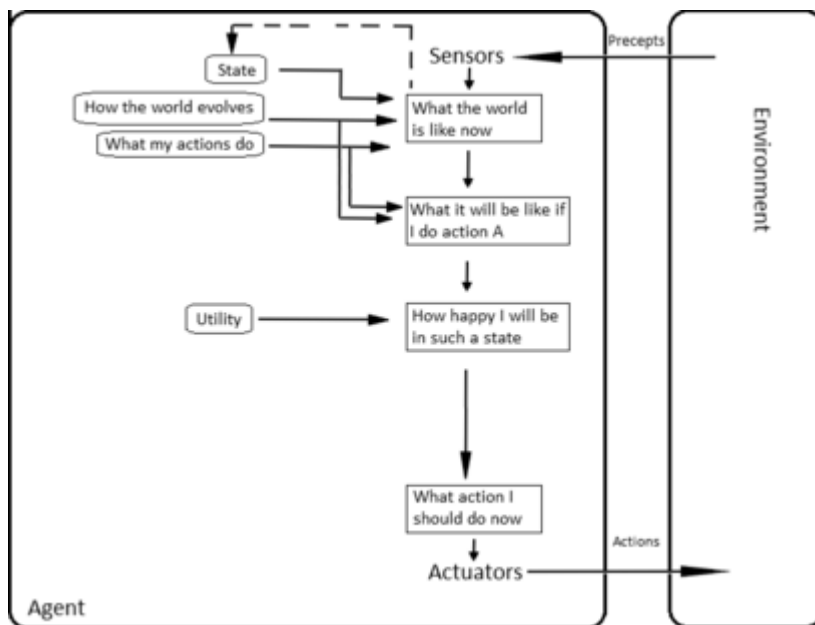 Precepts
Sensors
State
How the world evolves
What the world
is like now
What my actions do
Environment
What it will be like if
I do action A
Utility
How happy I will be
in such a state
What action I
should do now
Actions
Actuators
Agent